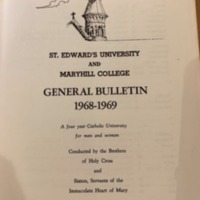 ST. EDWARD'S UNIVERSITY
AND
MARYHILL COLLEGE
GENERAL BULLETIN
1968-1969
A four year Catholic University
for men and women
Conducted by the Brothers
of Holy Cross
and
Sisters, Servants of the
Immaculate Heart of Mary